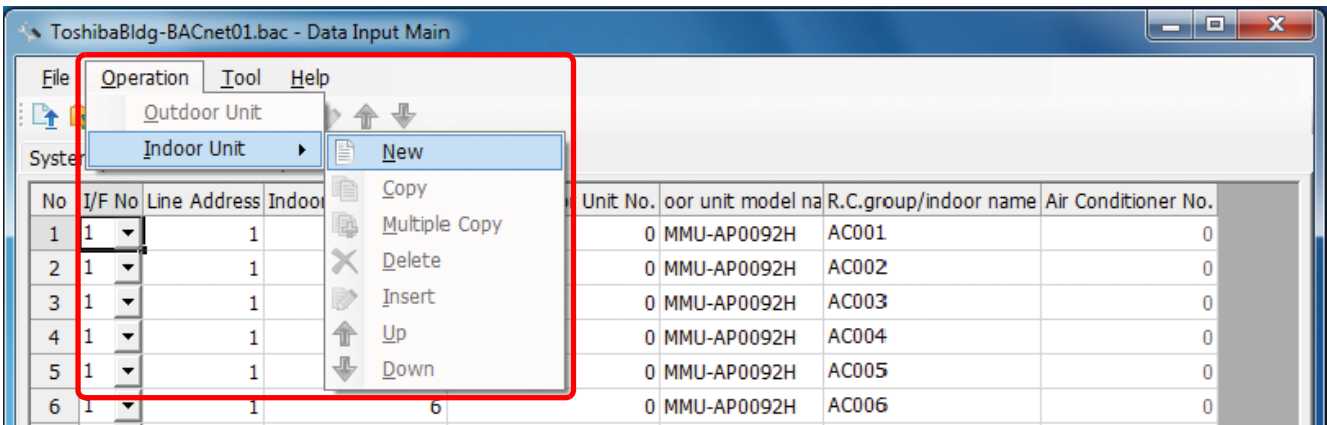 ToshibaBldg-BACnet01.bac - Data Input Main
File Operation Tool Help
Outdoor Unit
Indoor Unit
New
Copy
Multiple Copy
Delete
Insert
Up
Down
No I/F No Line Address Unit No. oor unit model na R.C.group/indoor name Air Conditioner No.
1 1 1 0 MMU-AP0092H AC001 0
2 1 1 0 MMU-AP0092H AC002 0
3 1 1 0 MMU-AP0092H AC003 0
4 1 1 0 MMU-AP0092H AC004 0
5 1 1 0 MMU-AP0092H AC005 0
6 1 1 6 0 MMU-AP0092H AC006 0